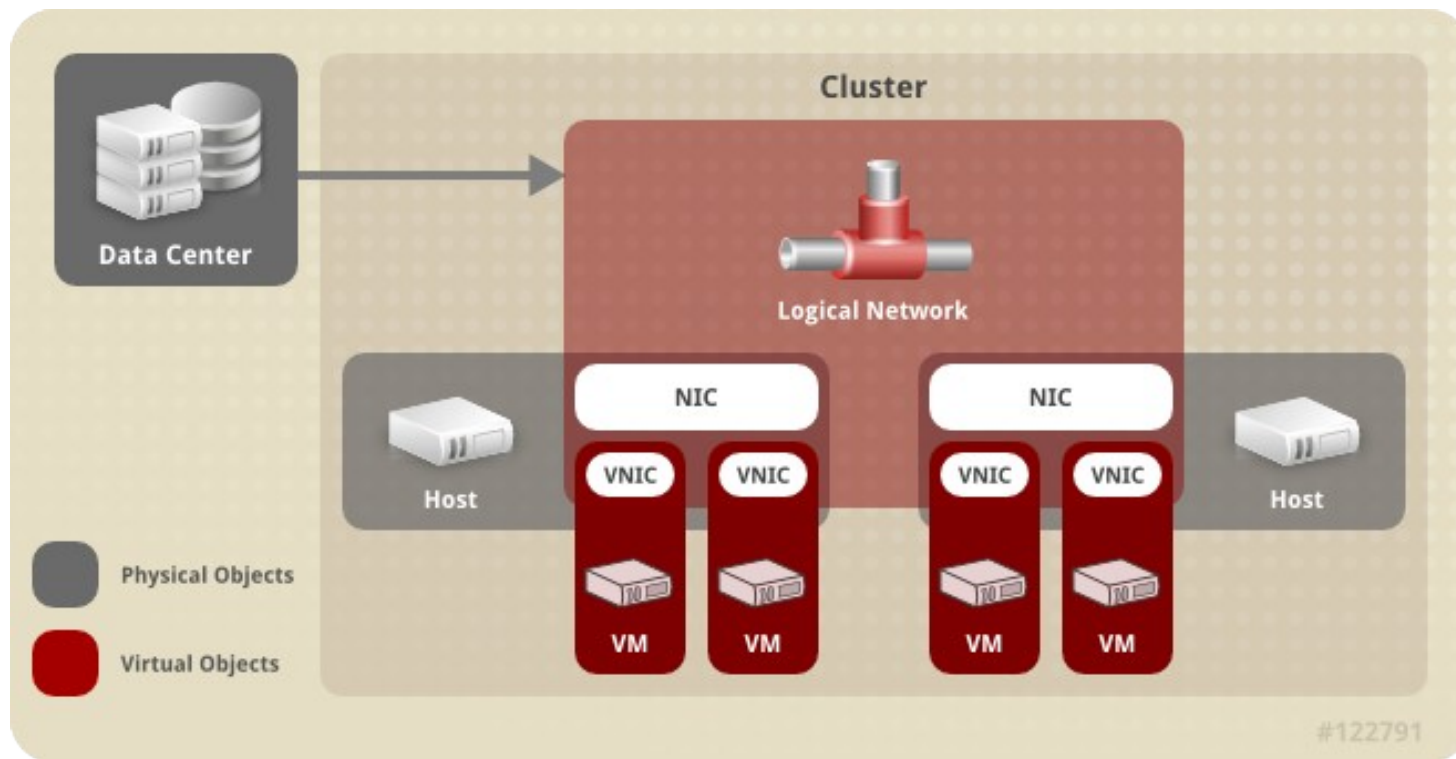 Cluster
Data Center
Logical Network
NIC
NIC
VNIC
VNIC
VNIC
VNIC
Host
Host
VM
VM
VM
VM
Physical Objects
Virtual Objects
#122791